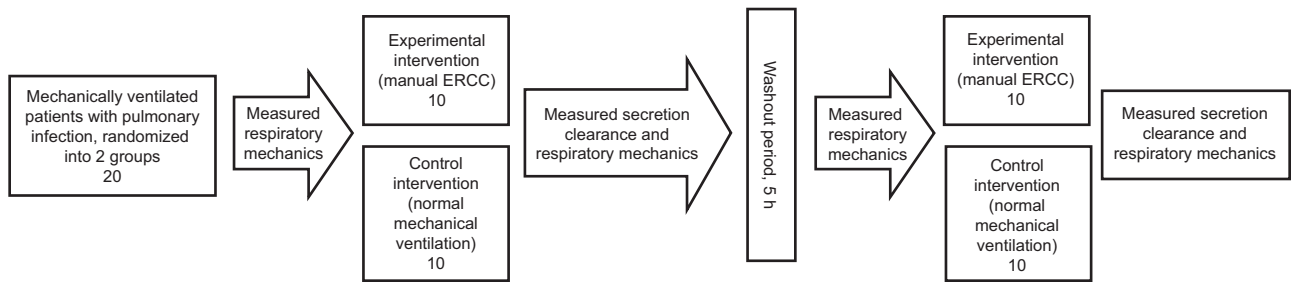 Mechanically ventilated
patients with pulmonary
infection, randomized
into 2 groups
20
Measured
respiratory
mechanics
Experimental
intervention
(manual ERCC)
10
Control
intervention
(normal
mechanical
ventilation)
10
Measured secretion
clearance and
respiratory mechanics
Washout period, 5 h
Measured
respiratory
mechanics
Experimental
intervention
(manual ERCC)
10
Control
intervention
(normal
mechanical
ventilation)
10
Measured secretion
clearance and
respiratory mechanics